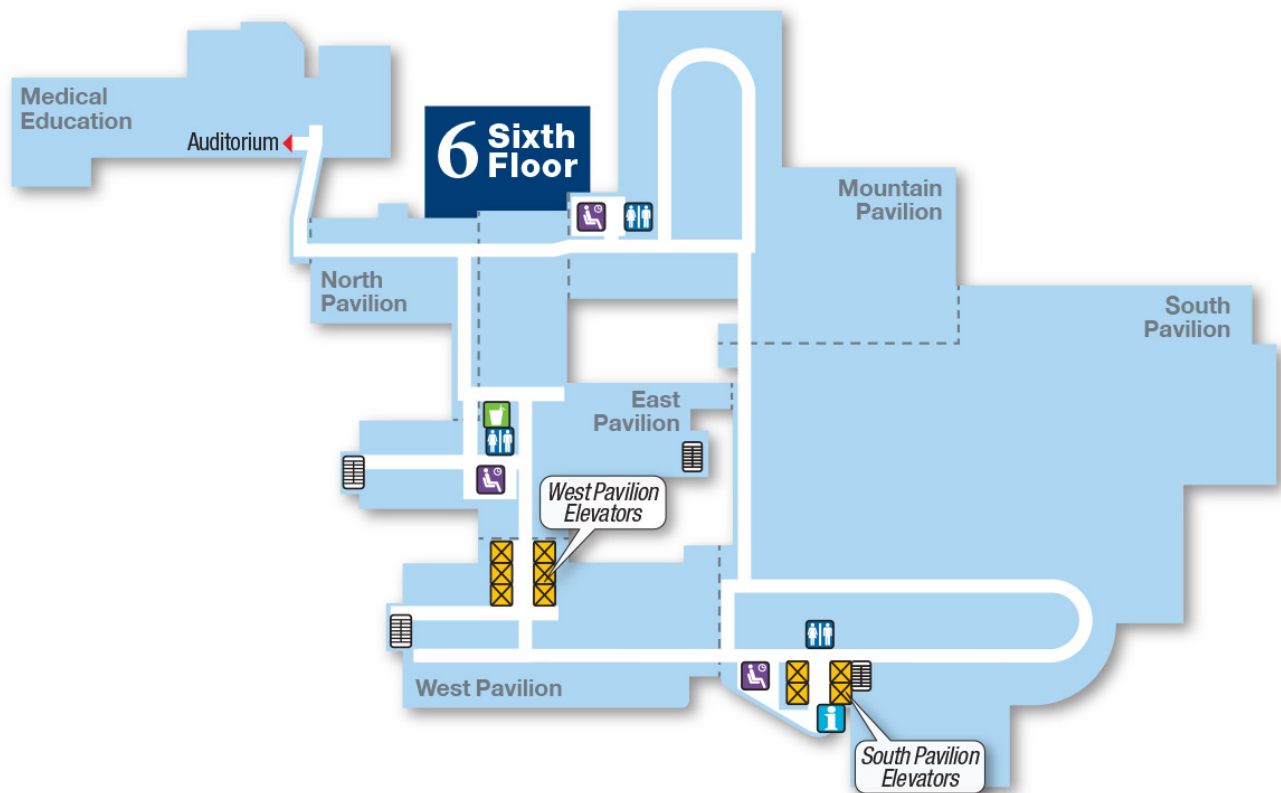 Medical
Education
Auditorium
6 Sixth
Floor
Mountain
Pavilion
North
Pavilion
South
Pavilion
East
Pavilion
West Pavilion
Elevators
West Pavilion
i
South Pavilion
Elevators